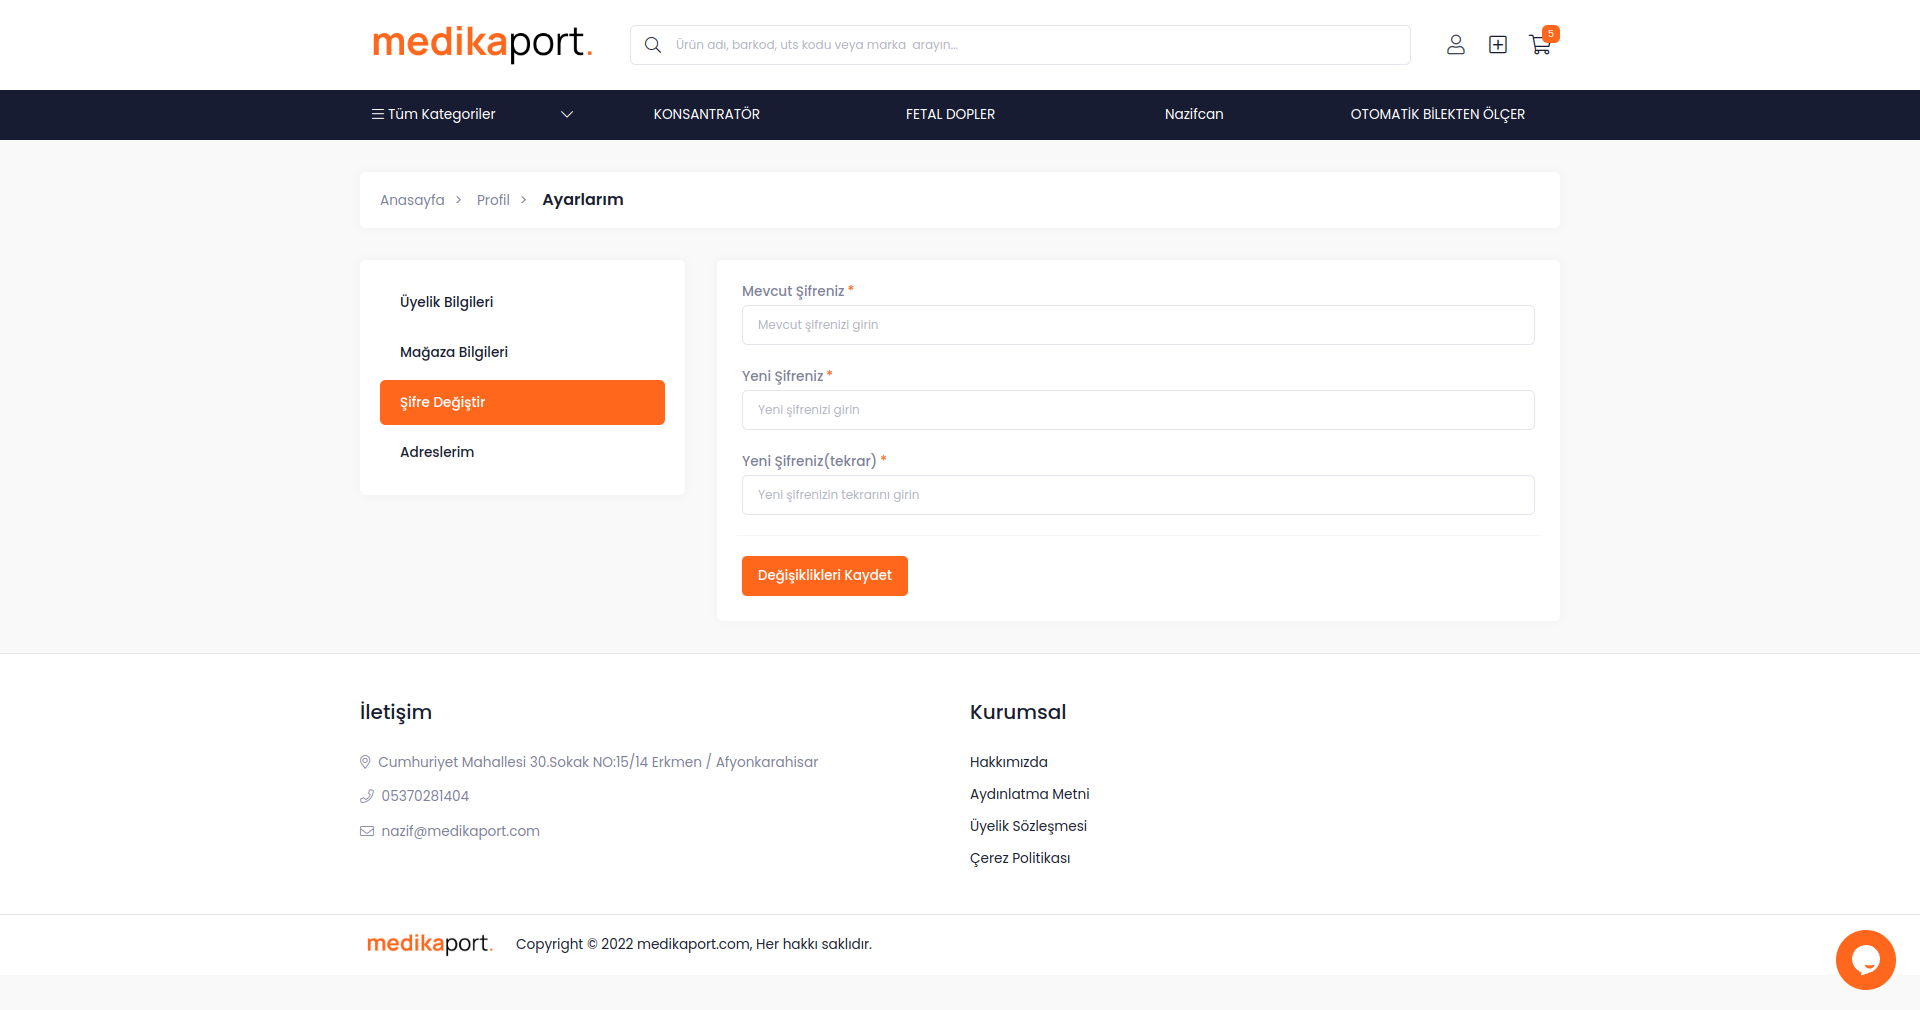 medikaport.
Ürün adı, barkod, uts kodu veya marka arayın...
5
Tüm Kategoriler
KONSANTRATÖR
FETAL DOPLER
Nazifcan
OTOMATİK BİLEKTEN ÖLÇER
Anasayfa > Profil > Ayarlarım
Üyelik Bilgileri
Mağaza Bilgileri
Şifre Değiştir
Adreslerim
Mevcut Şifreniz *
Mevcut şifrenizi girin
Yeni Şifreniz *
Yeni şifrenizi girin
Yeni Şifreniz(tekrar) *
Yeni şifrenizin tekrarını girin
Değişiklikleri Kaydet
İletişim
Cumhuriyet Mahallesi 30.Sokak NO:15/14 Erkmen / Afyonkarahisar
05370281404
nazif@medikaport.com
Kurumsal
Hakkımızda
Aydınlatma Metni
Üyelik Sözleşmesi
Çerez Politikası
medikaport.
Copyright © 2022 medikaport.com, Her hakkı saklıdır.